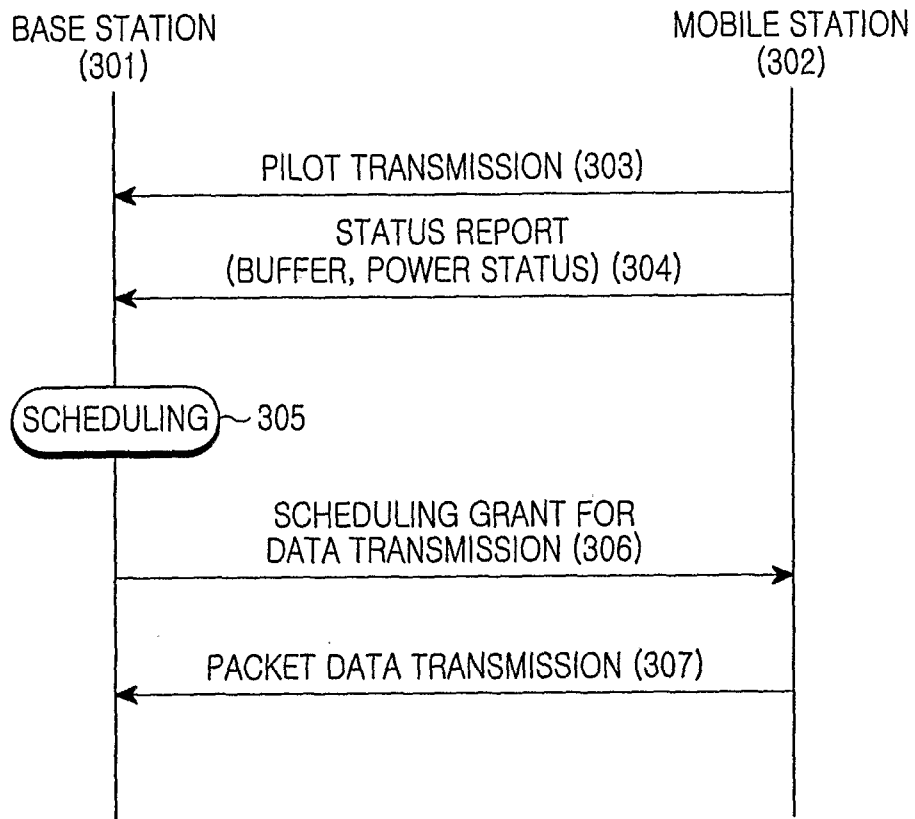 BASE STATION
(301)
MOBILE STATION
(302)
PILOT TRANSMISSION (303)
STATUS REPORT
(BUFFER, POWER STATUS) (304)
SCHEDULING
305
SCHEDULING GRANT FOR
DATA TRANSMISSION (306)
PACKET DATA TRANSMISSION (307)